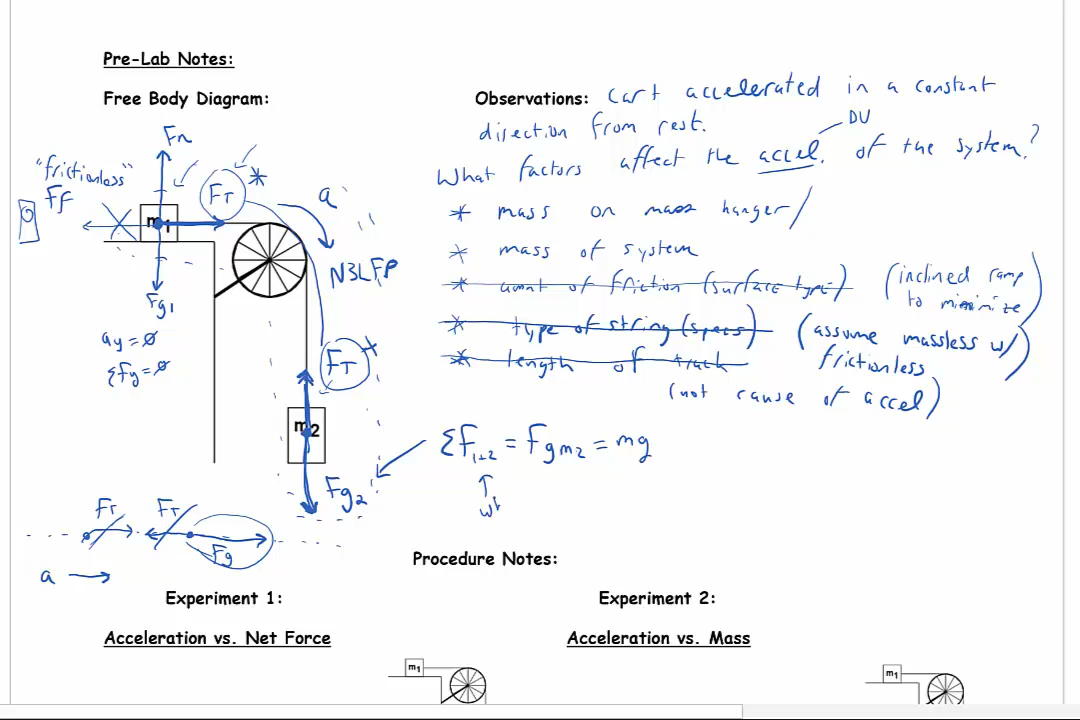 Pre-Lab Notes:
Free Body Diagram:
Observations: cart accelerated in a constant
direction from rest.
DV
What factors affect the accel. of the system?
* mass on mass hanger/
* mass of system
* amnt of friction (surface type) (inclined ramp
to minimize)
* type of string (specs) (assume massless w/
frictionless)
* length of track
(not cause of accel)
Fn
"frictionless"
Ff
FT *
a
m1
N3LFP
Fg1
ay = 0
ΣFy = 0
FT *
m2
Fg2
ΣF1+2 = Fgm2 = mg
FT FT
Fg
a
Procedure Notes:
Experiment 1:
Experiment 2:
Acceleration vs. Net Force
Acceleration vs. Mass
m1
m1